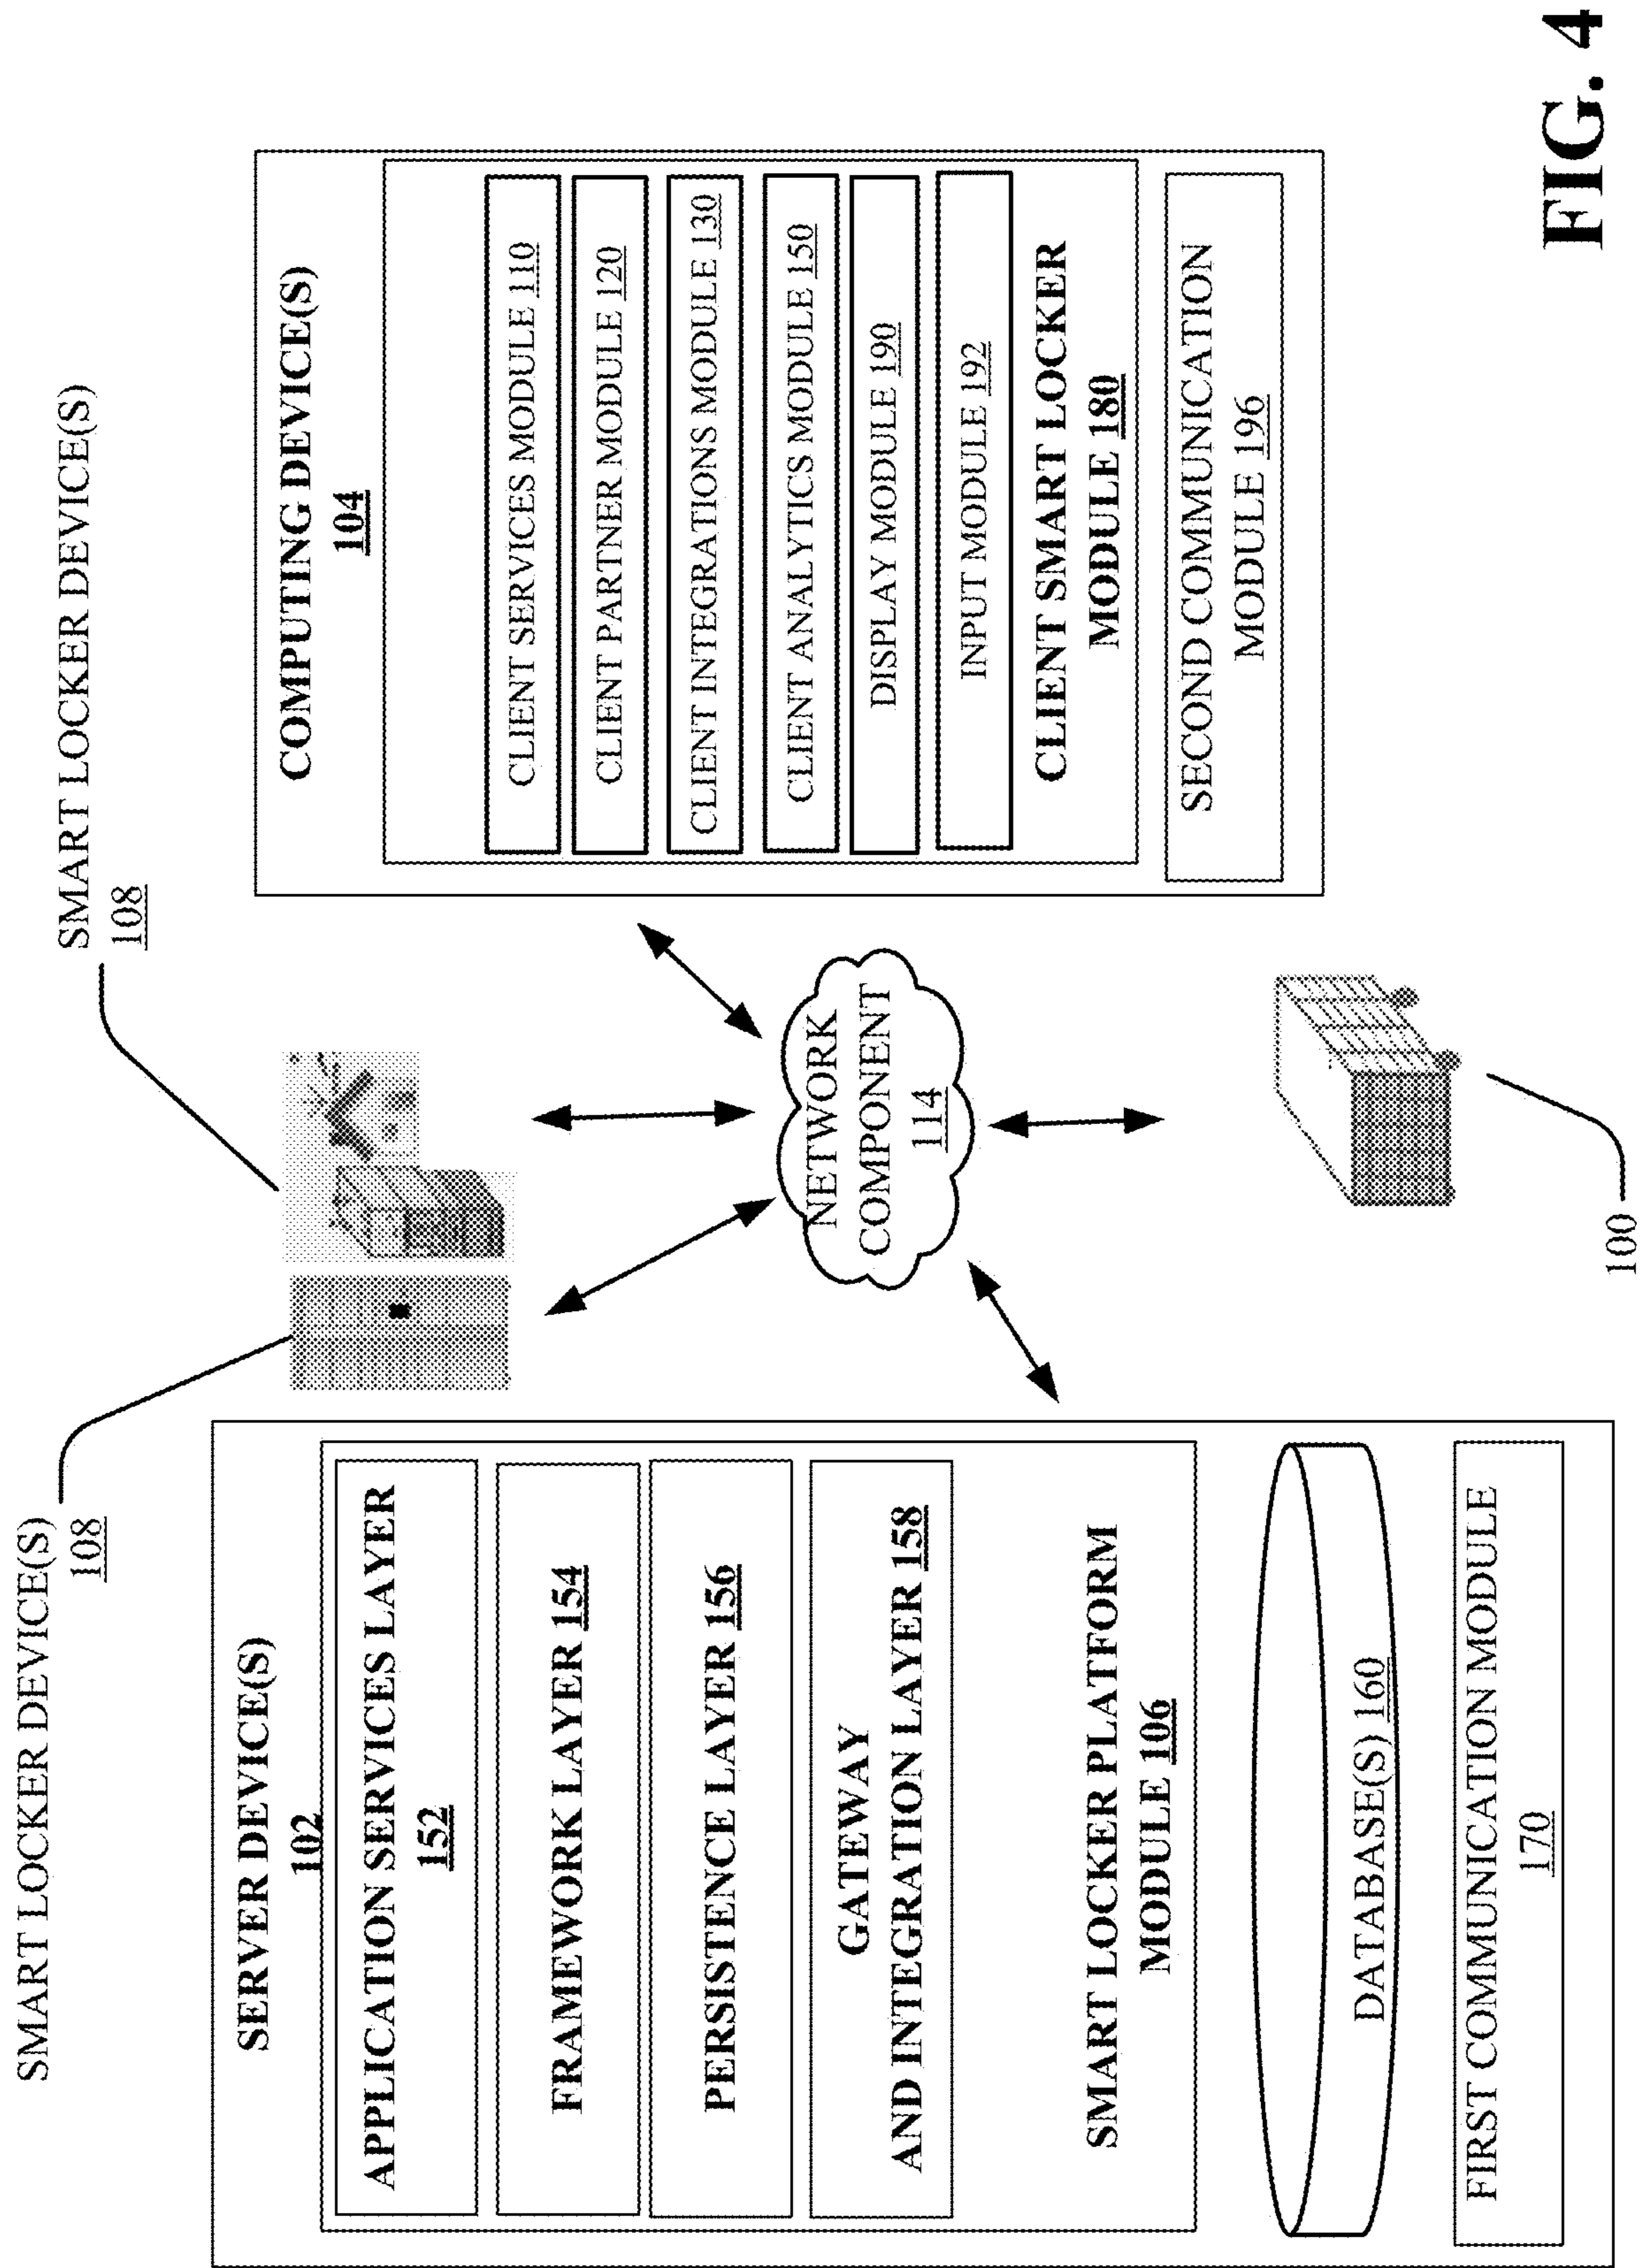 SMART LOCKER DEVICE(S)
108
SMART LOCKER DEVICE(S)
108
SERVER DEVICE(S)
102
APPLICATION SERVICES LAYER
152
FRAMEWORK LAYER 154
PERSISTENCE LAYER 156
GATEWAY
AND INTEGRATION LAYER 158
SMART LOCKER PLATFORM
MODULE 106
DATABASE(S) 160
FIRST COMMUNICATION MODULE
170
NETWORK
COMPONENT
114
100
COMPUTING DEVICE(S)
104
CLIENT SERVICES MODULE 110
CLIENT PARTNER MODULE 120
CLIENT INTEGRATIONS MODULE 130
CLIENT ANALYTICS MODULE 150
DISPLAY MODULE 190
INPUT MODULE 192
CLIENT SMART LOCKER
MODULE 180
SECOND COMMUNICATION
MODULE 196
FIG. 4